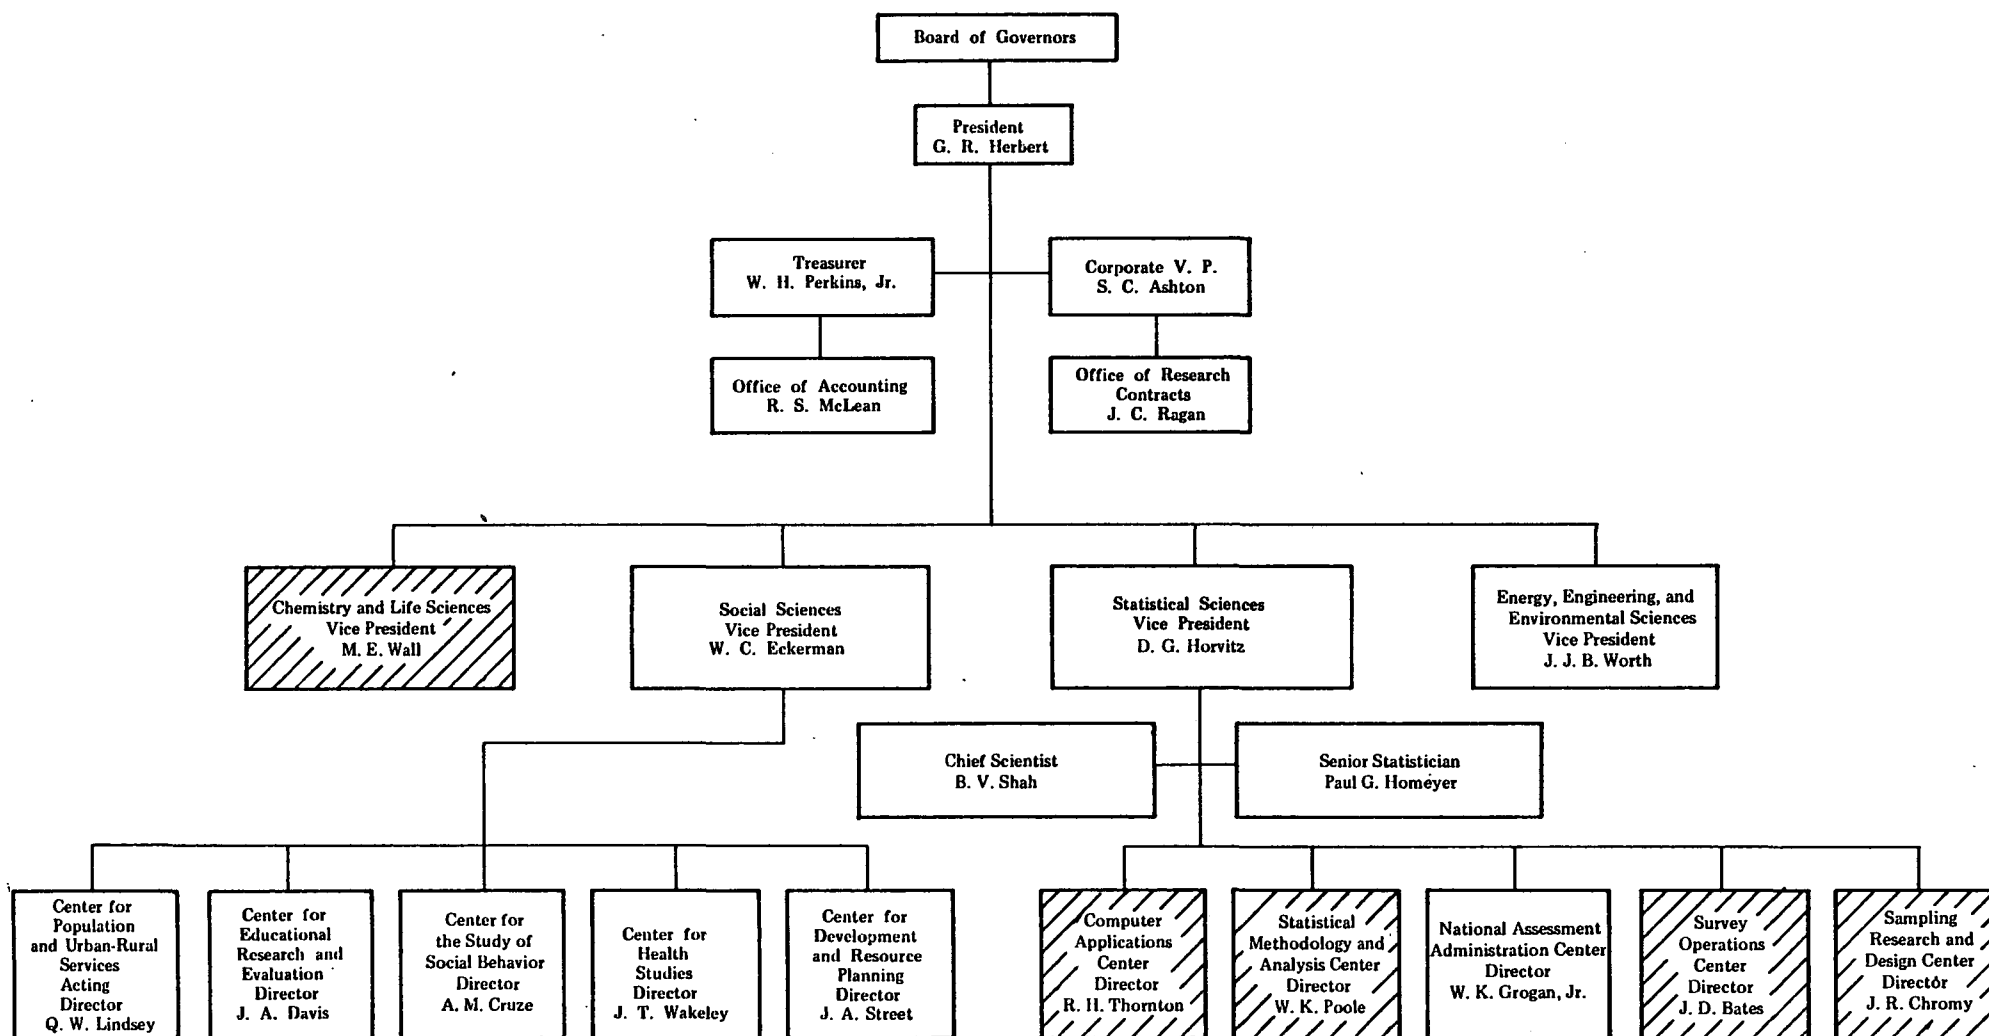 Board of Governors
President
G. R. Herbert
Treasurer
W. H. Perkins, Jr.
Corporate V. P.
S. C. Ashton
Office of Accounting
R. S. McLean
Office of Research
Contracts
J. C. Ragan
Chemistry and Life Sciences
Vice President
M. E. Wall
Social Sciences
Vice President
W. C. Eckerman
Statistical Sciences
Vice President
D. G. Horvitz
Energy, Engineering, and
Environmental Sciences
Vice President
J. J. B. Worth
Chief Scientist
B. V. Shah
Senior Statistician
Paul G. Homeyer
Center for
Population
and Urban-Rural
Services
Acting
Director
Q. W. Lindsey
Center for
Educational
Research and
Evaluation
Director
J. A. Davis
Center for
the Study of
Social Behavior
Director
A. M. Cruze
Center for
Health
Studies
Director
J. T. Wakeley
Center for
Development
and Resource
Planning
Director
J. A. Street
Computer
Applications
Center
Director
R. H. Thornton
Statistical
Methodology and
Analysis Center
Director
W. K. Poole
National Assessment
Administration Center
Director
W. K. Grogan, Jr.
Survey
Operations
Center
Director
J. D. Bates
Sampling
Research and
Design Center
Director
J. R. Chromy